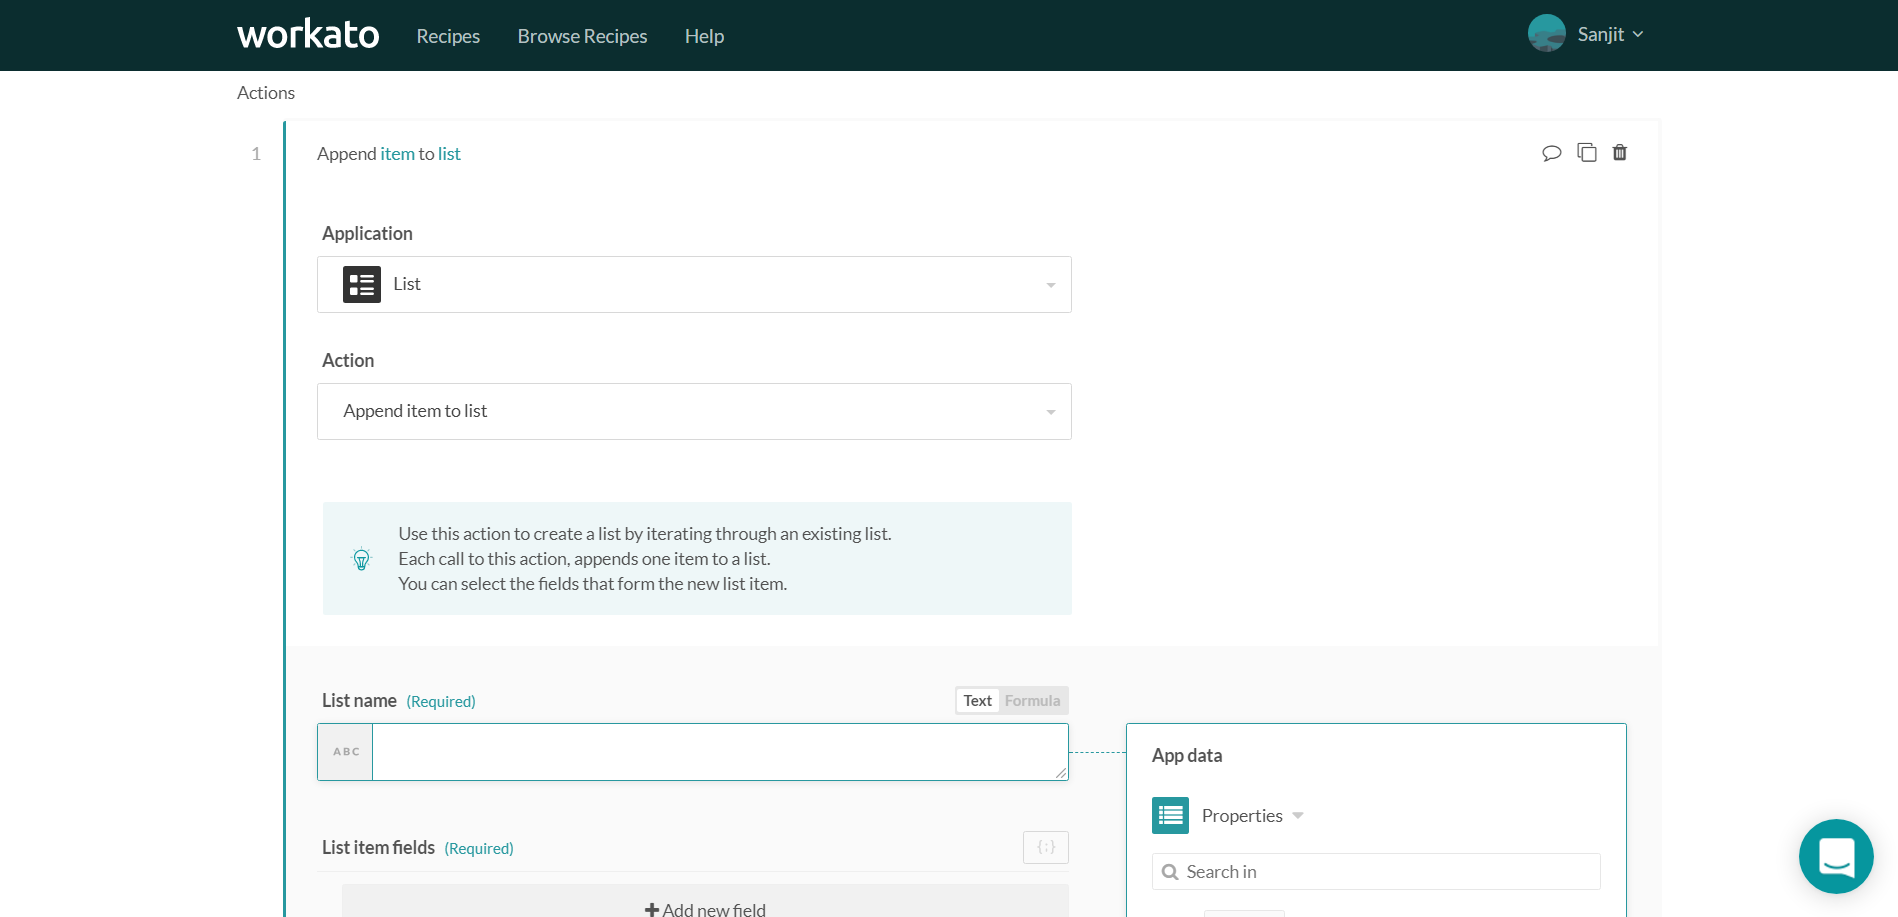 workato Recipes Browse Recipes Help Sanjit
Actions
1 Append item to list
Application
List
Action
Append item to list
Use this action to create a list by iterating through an existing list.
Each call to this action, appends one item to a list.
You can select the fields that form the new list item.
List name (Required) Text Formula
ABC
App data
Properties
List item fields (Required) {;}
Search in
+ Add new field